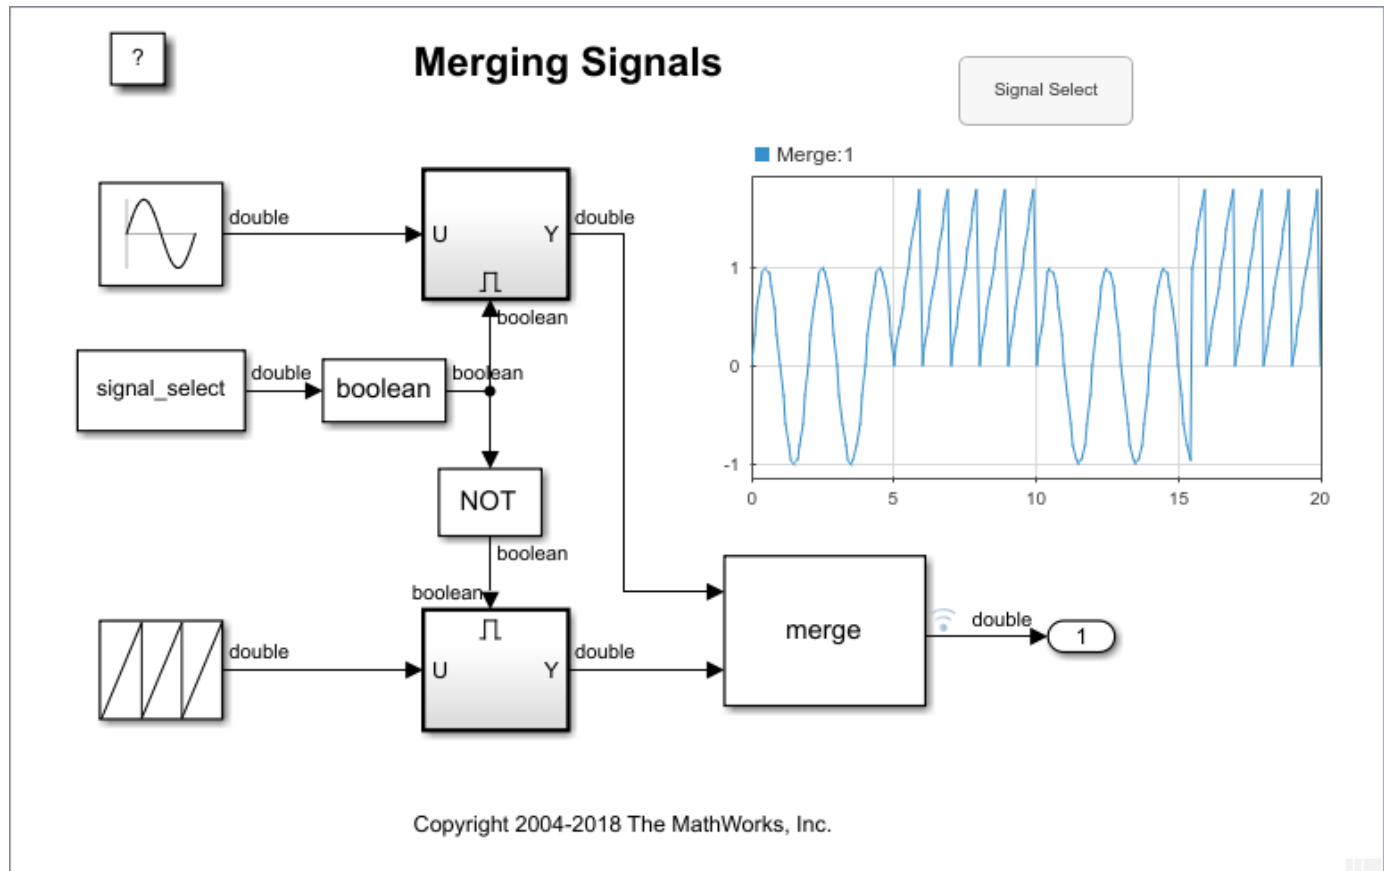 ?
Merging Signals
Signal Select
Merge:1
double
U
Y
double
boolean
1
0
-1
0
5
10
15
20
signal_select
double
boolean
boolean
NOT
boolean
boolean
double
U
Y
double
merge
double
1
Copyright 2004-2018 The MathWorks, Inc.